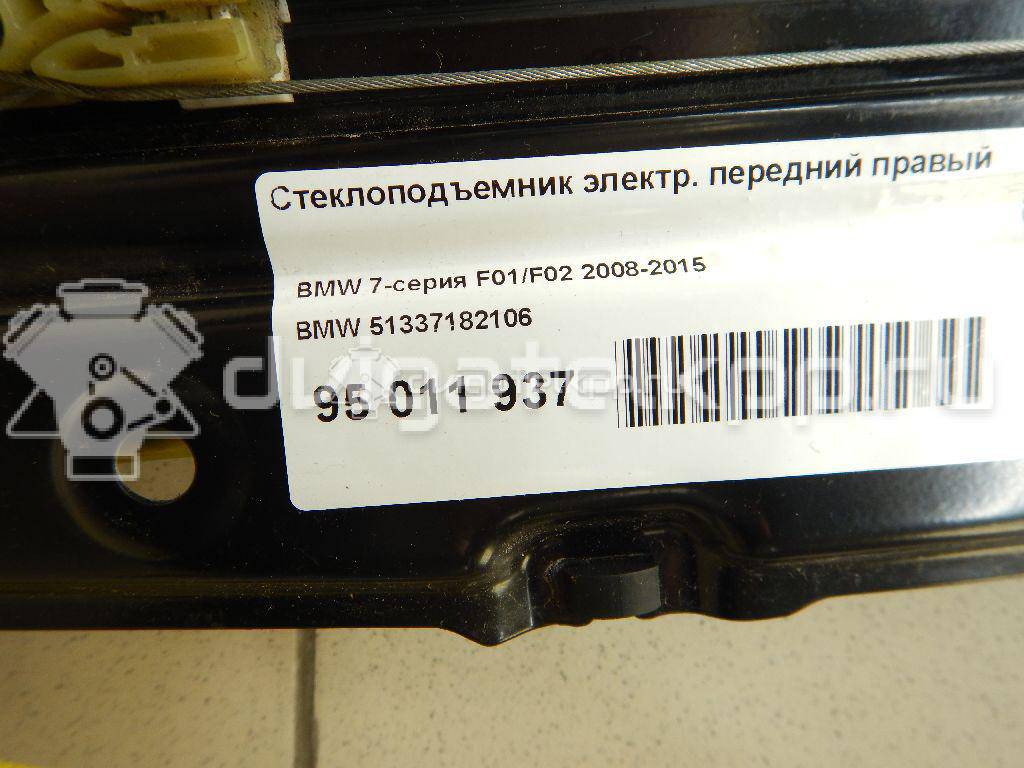 Стеклоподъемник электр. передний правый
BMW 7-серия F01/F02 2008-2015
BMW 51337182106
95 011 937